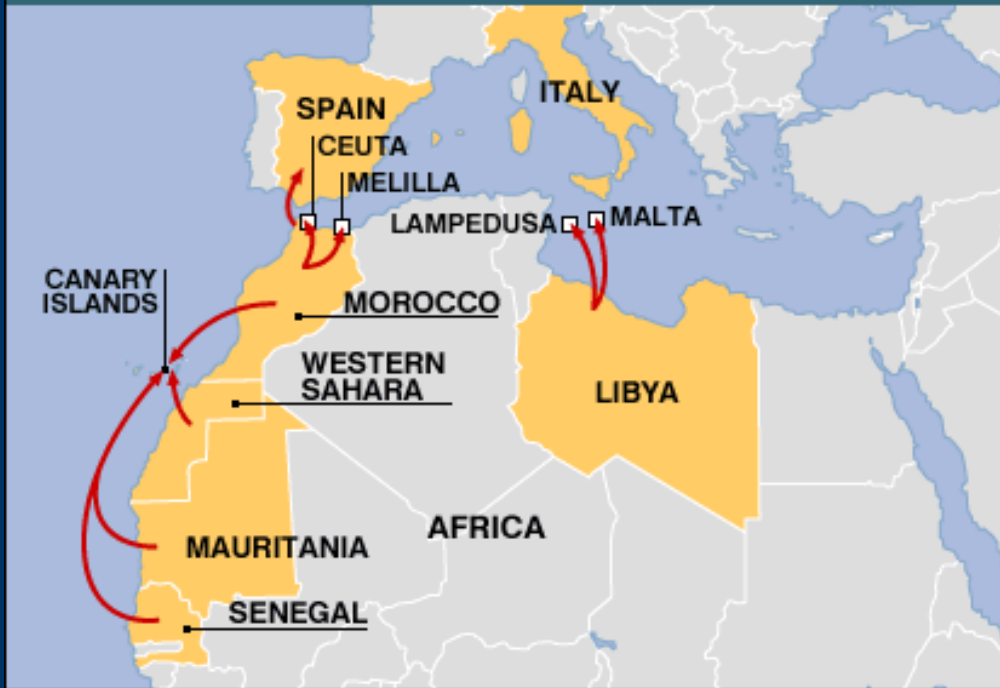 ITALY
SPAIN
CEUTA
MELILLA
LAMPEDUSA
MALTA
CANARY
ISLANDS
MOROCCO
WESTERN
SAHARA
LIBYA
AFRICA
MAURITANIA
SENEGAL